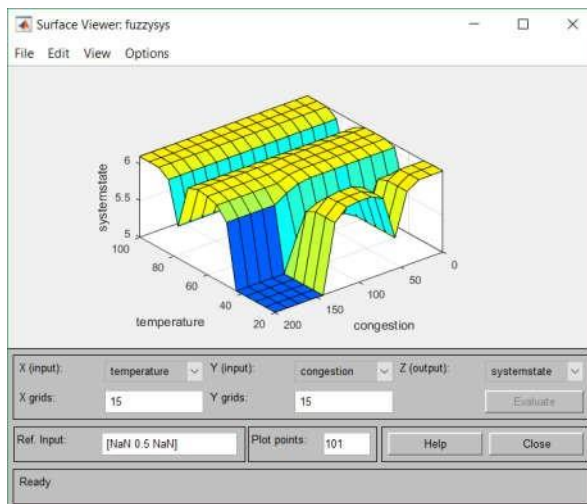 Surface Viewer: fuzzysys
File Edit View Options
systemstate
6
5.5
5
100
80
60
40
20
temperature
200
150
100
50
0
congestion
X (input): temperature Y (input): congestion Z (output): systemstate
X grids: 15 Y grids: 15 Evaluate
Ref. Input: [NaN 0.5 NaN] Plot points: 101 Help Close
Ready